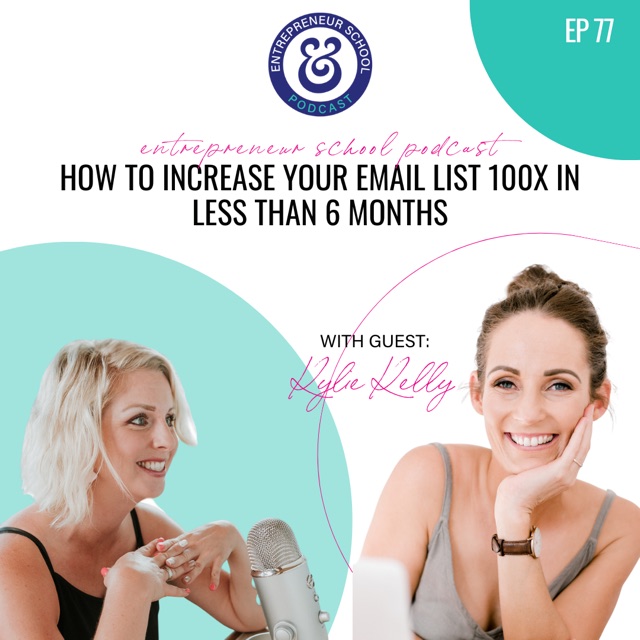 ENTREPRENEUR SCHOOL
&
PODCAST
EP 77
entrepreneur school podcast
HOW TO INCREASE YOUR EMAIL LIST 100X IN
LESS THAN 6 MONTHS
WITH GUEST:
Kylie Kelly